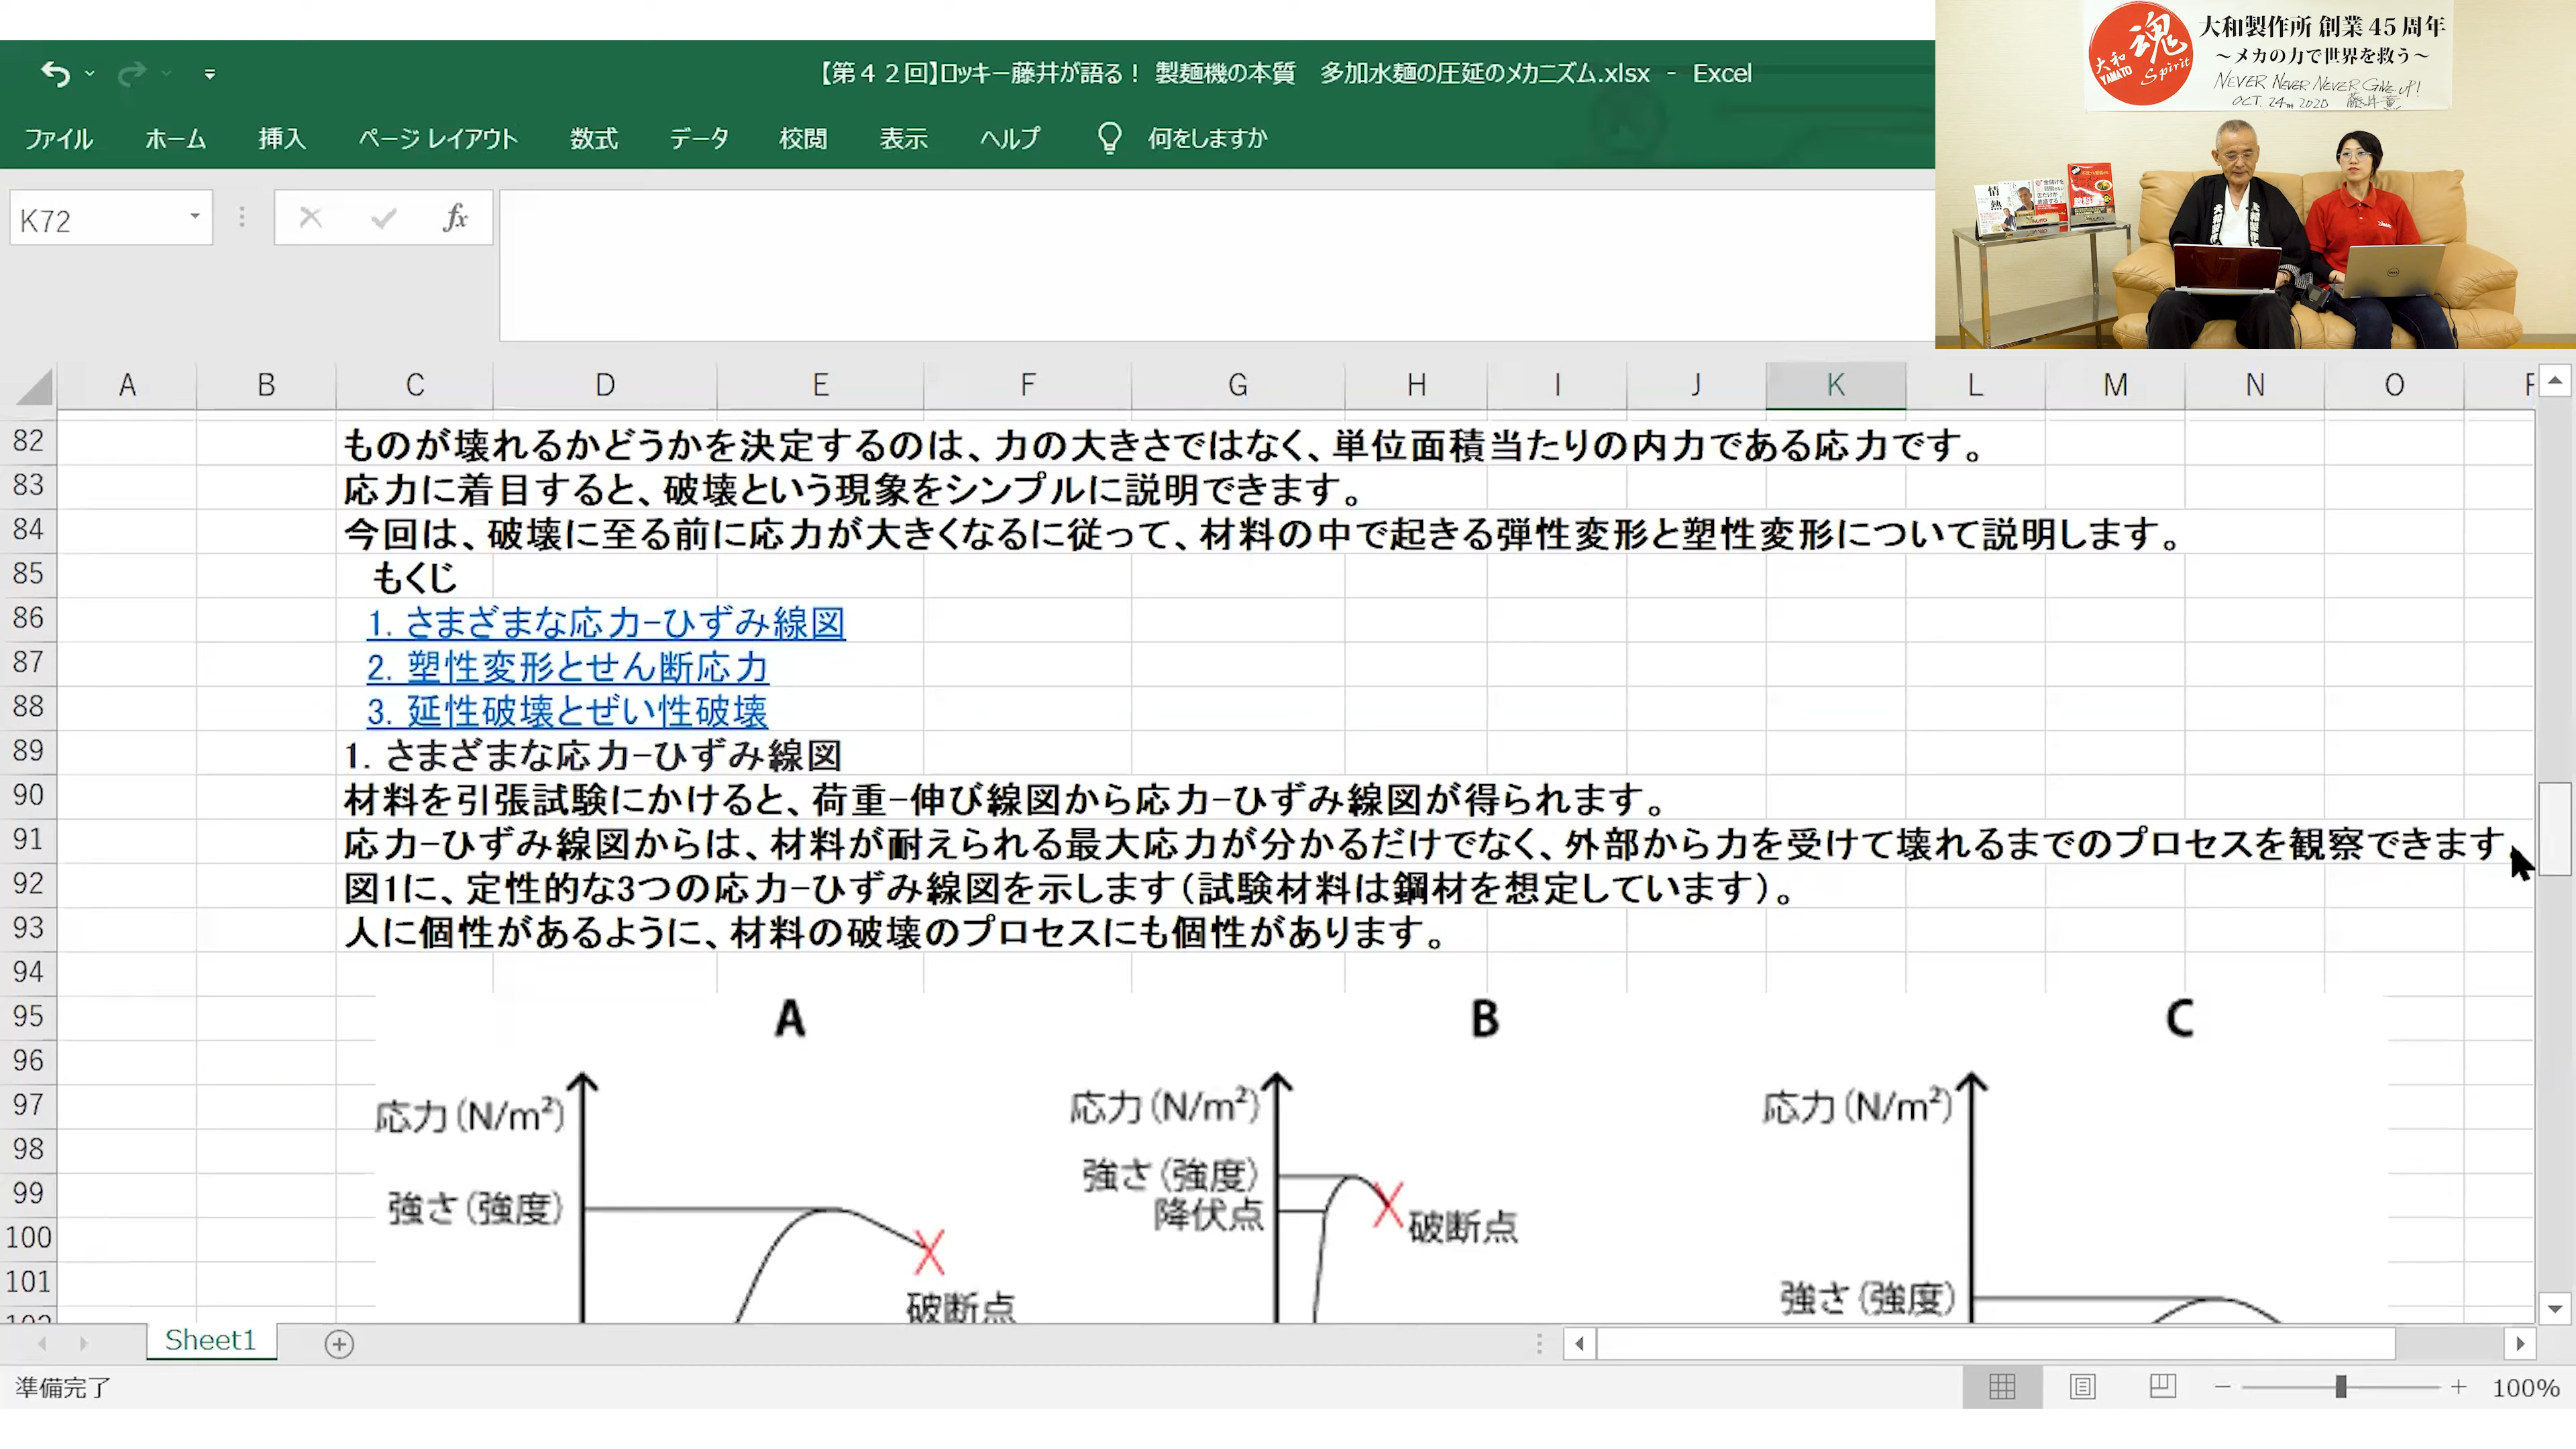 【第４２回】ロッキー藤井が語る！ 製麺機の本質　多加水麺の圧延のメカニズム.xlsx － Excel
ファイル ホーム 挿入 ページ レイアウト 数式 データ 校閲 表示 ヘルプ 何をしますか
大和製作所 創業45周年
～メカの力で世界を救う～
NEVER NEVER NEVER GIVE UP!
OCT. 24TH 2020 藤井薫
魂
大和
YAMATO
Spirit
情熱
K72
fx
A B C D E F G H I J K L M N O
82 ものが壊れるかどうかを決定するのは、力の大きさではなく、単位面積当たりの内力である応力です。
83 応力に着目すると、破壊という現象をシンプルに説明できます。
84 今回は、破壊に至る前に応力が大きくなるに従って、材料の中で起きる弾性変形と塑性変形について説明します。
85 もくじ
86 1. さまざまな応力-ひずみ線図
87 2. 塑性変形とせん断応力
88 3. 延性破壊とぜい性破壊
89 1. さまざまな応力-ひずみ線図
90 材料を引張試験にかけると、荷重-伸び線図から応力-ひずみ線図が得られます。
91 応力-ひずみ線図からは、材料が耐えられる最大応力が分かるだけでなく、外部から力を受けて壊れるまでのプロセスを観察できます
92 図1に、定性的な3つの応力-ひずみ線図を示します（試験材料は鋼材を想定しています）。
93 人に個性があるように、材料の破壊のプロセスにも個性があります。
94
95
96
97
98
99
100
101
A
応力(N/m²)
強さ(強度)
破断点
B
応力(N/m²)
強さ(強度)
降伏点
破断点
C
応力(N/m²)
強さ(強度)
Sheet1
準備完了
100%